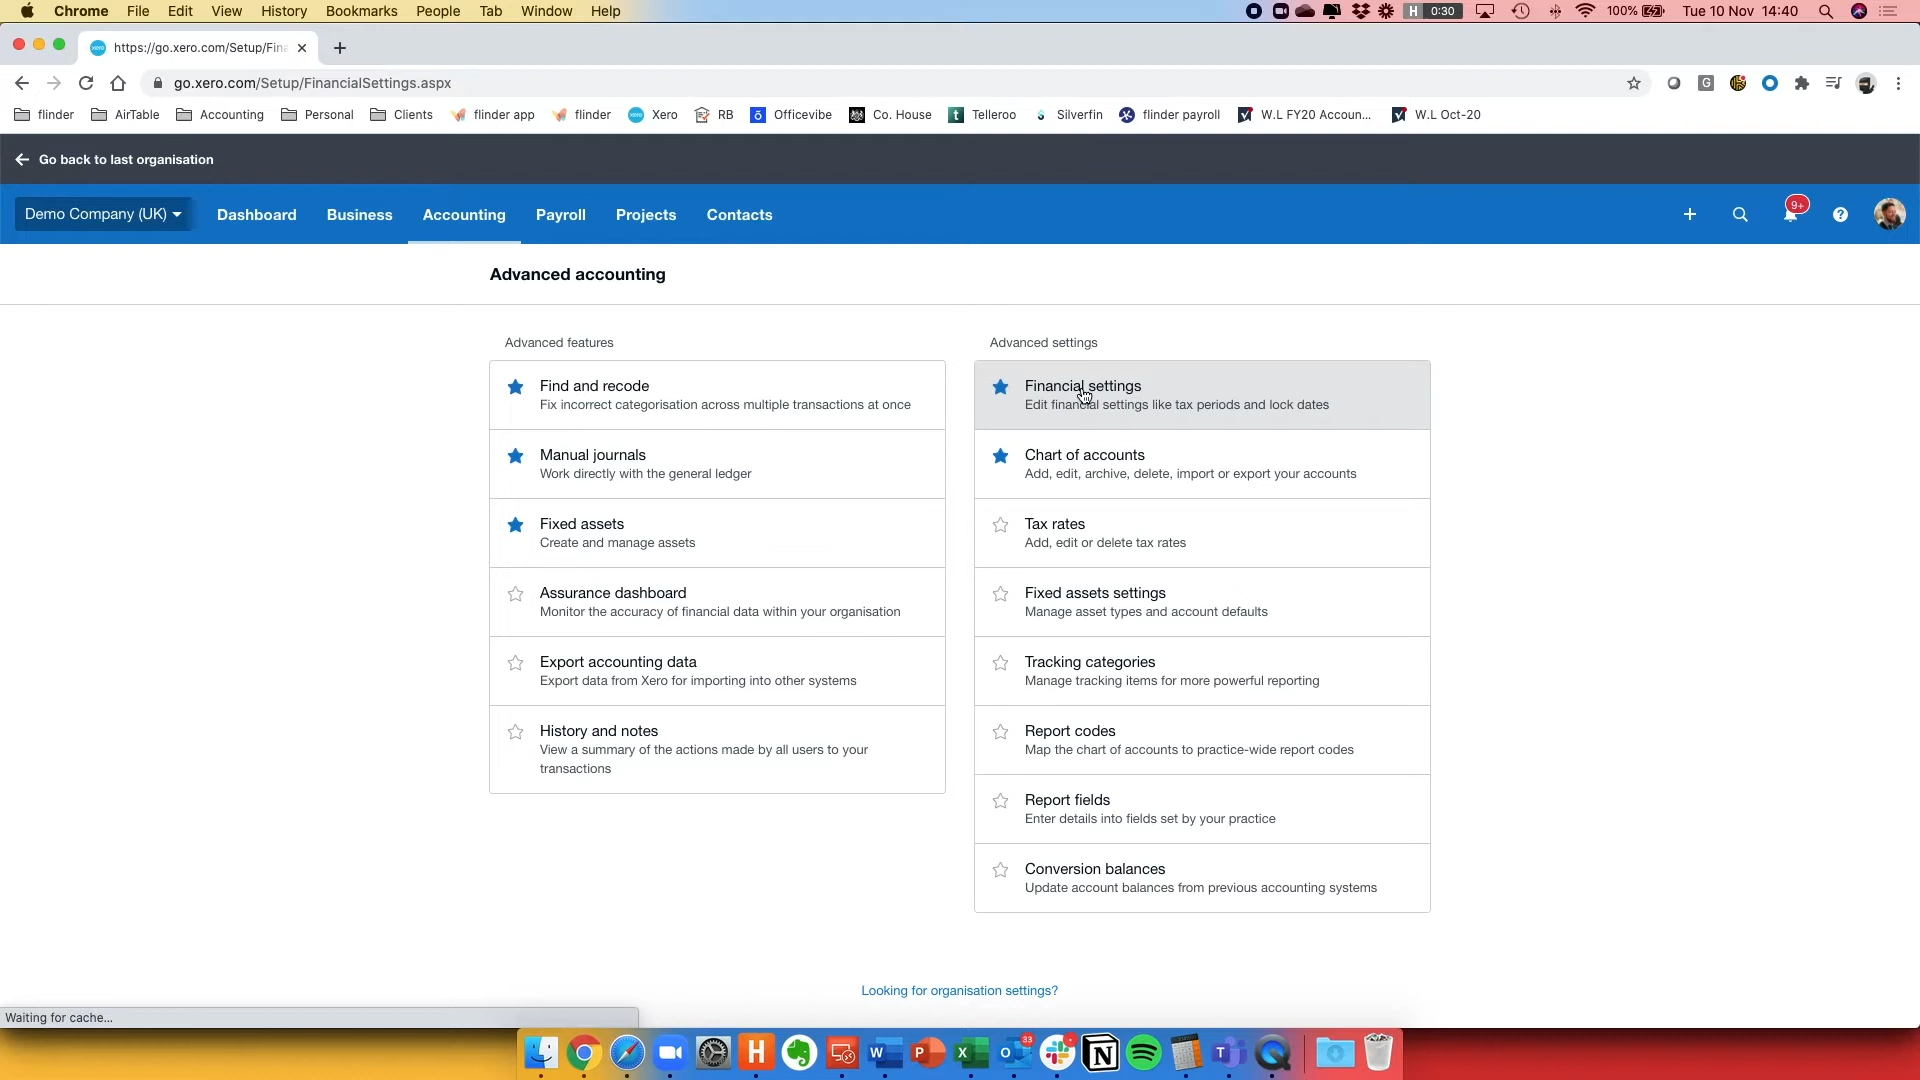 Chrome File Edit View History Bookmarks People Tab Window Help
H 0:30 100% Tue 10 Nov 14:40
xero https://go.xero.com/Setup/Fin
go.xero.com/Setup/FinancialSettings.aspx
flinder AirTable Accounting Personal Clients flinder app flinder Xero RB Officevibe Co. House Telleroo Silverfin flinder payroll W.L FY20 Accoun... W.L Oct-20
Go back to last organisation
Demo Company (UK) Dashboard Business Accounting Payroll Projects Contacts 9+
Advanced accounting
Advanced features
Find and recode
Fix incorrect categorisation across multiple transactions at once
Manual journals
Work directly with the general ledger
Fixed assets
Create and manage assets
Assurance dashboard
Monitor the accuracy of financial data within your organisation
Export accounting data
Export data from Xero for importing into other systems
History and notes
View a summary of the actions made by all users to your
transactions
Advanced settings
Financial settings
Edit financial settings like tax periods and lock dates
Chart of accounts
Add, edit, archive, delete, import or export your accounts
Tax rates
Add, edit or delete tax rates
Fixed assets settings
Manage asset types and account defaults
Tracking categories
Manage tracking items for more powerful reporting
Report codes
Map the chart of accounts to practice-wide report codes
Report fields
Enter details into fields set by your practice
Conversion balances
Update account balances from previous accounting systems
Looking for organisation settings?
Waiting for cache...
H W P X O 33 N T